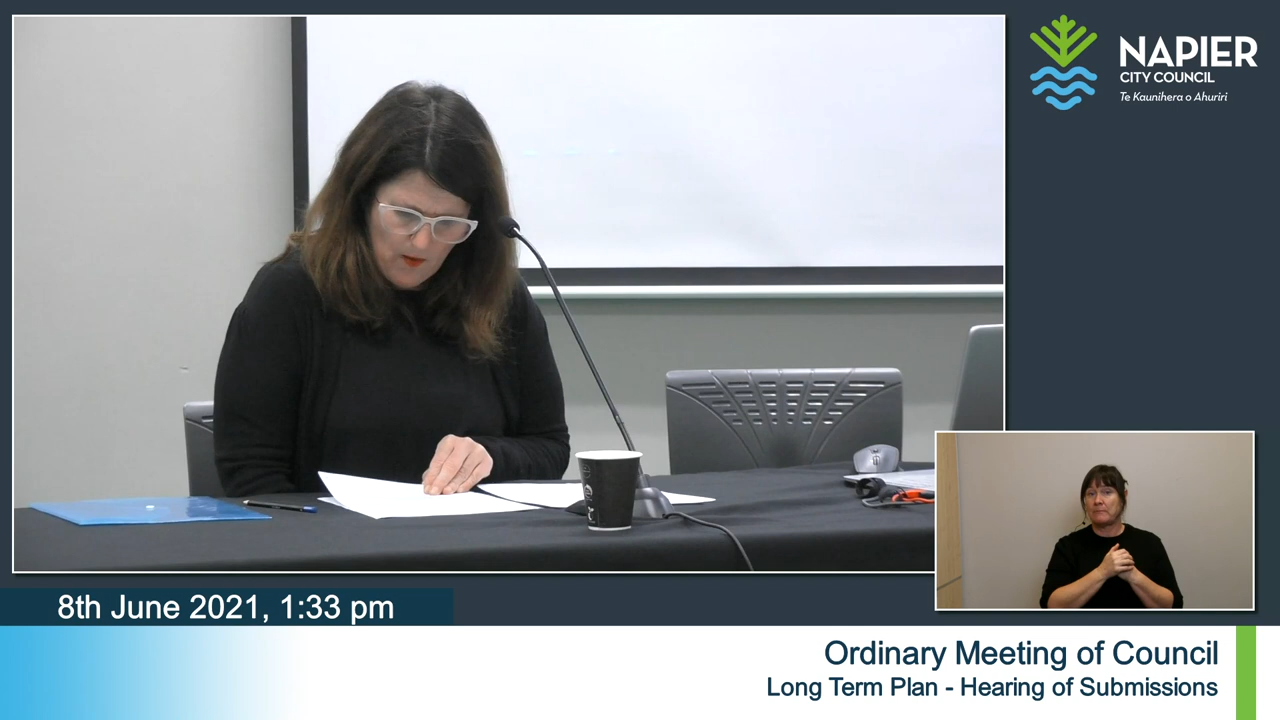 NAPIER
CITY COUNCIL
Te Kaunihera o Ahuriri
8th June 2021, 1:33 pm
Ordinary Meeting of Council
Long Term Plan - Hearing of Submissions